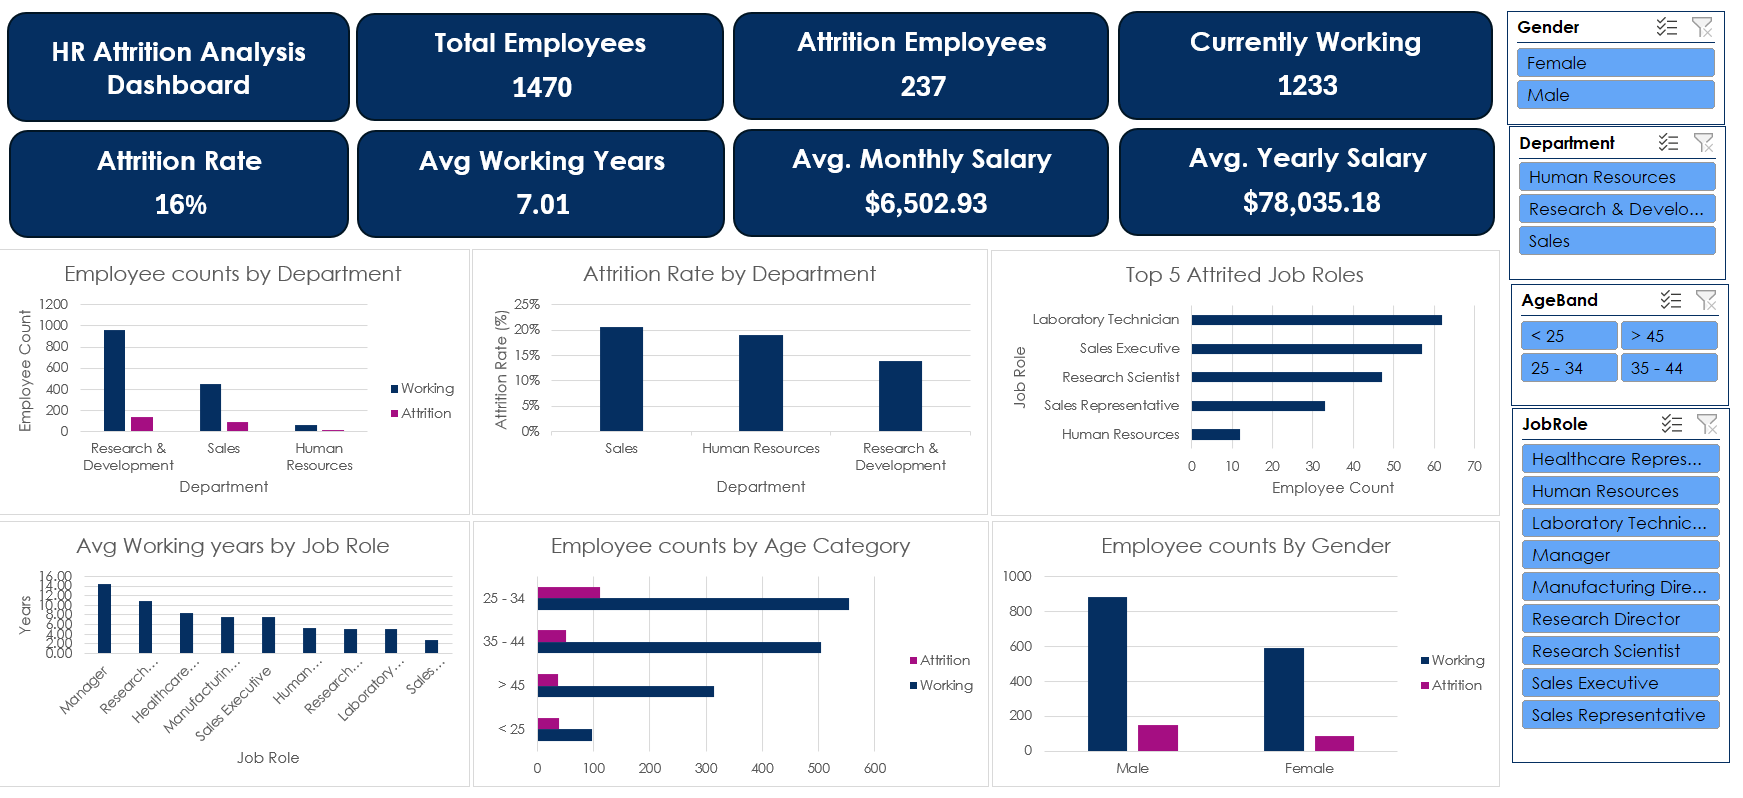 HR Attrition Analysis
Dashboard
Total Employees
1470
Attrition Employees
237
Currently Working
1233
Attrition Rate
16%
Avg Working Years
7.01
Avg. Monthly Salary
$6,502.93
Avg. Yearly Salary
$78,035.18
Gender
Female
Male
Department
Human Resources
Research & Develo...
Sales
AgeBand
< 25
> 45
25 - 34
35 - 44
JobRole
Healthcare Repres...
Human Resources
Laboratory Technic...
Manager
Manufacturing Dire...
Research Director
Research Scientist
Sales Executive
Sales Representative
Employee counts by Department
Employee Count
1200
1000
800
600
400
200
0
Research &
Development
Sales
Human
Resources
Department
Working
Attrition
Attrition Rate by Department
Attrition Rate (%)
25%
20%
15%
10%
5%
0%
Sales
Human Resources
Research &
Development
Department
Top 5 Attrited Job Roles
Job Role
Laboratory Technician
Sales Executive
Research Scientist
Sales Representative
Human Resources
0 10 20 30 40 50 60 70
Employee Count
Avg Working years by Job Role
Years
16.00
14.00
12.00
10.00
8.00
6.00
4.00
2.00
0.00
Manager
Research...
Healthcare...
Manufacturin...
Sales Executive
Human...
Research...
Laboratory...
Sales...
Job Role
Employee counts by Age Category
25 - 34
35 - 44
> 45
< 25
0 100 200 300 400 500 600
Attrition
Working
Employee counts By Gender
1000
800
600
400
200
0
Male
Female
Working
Attrition